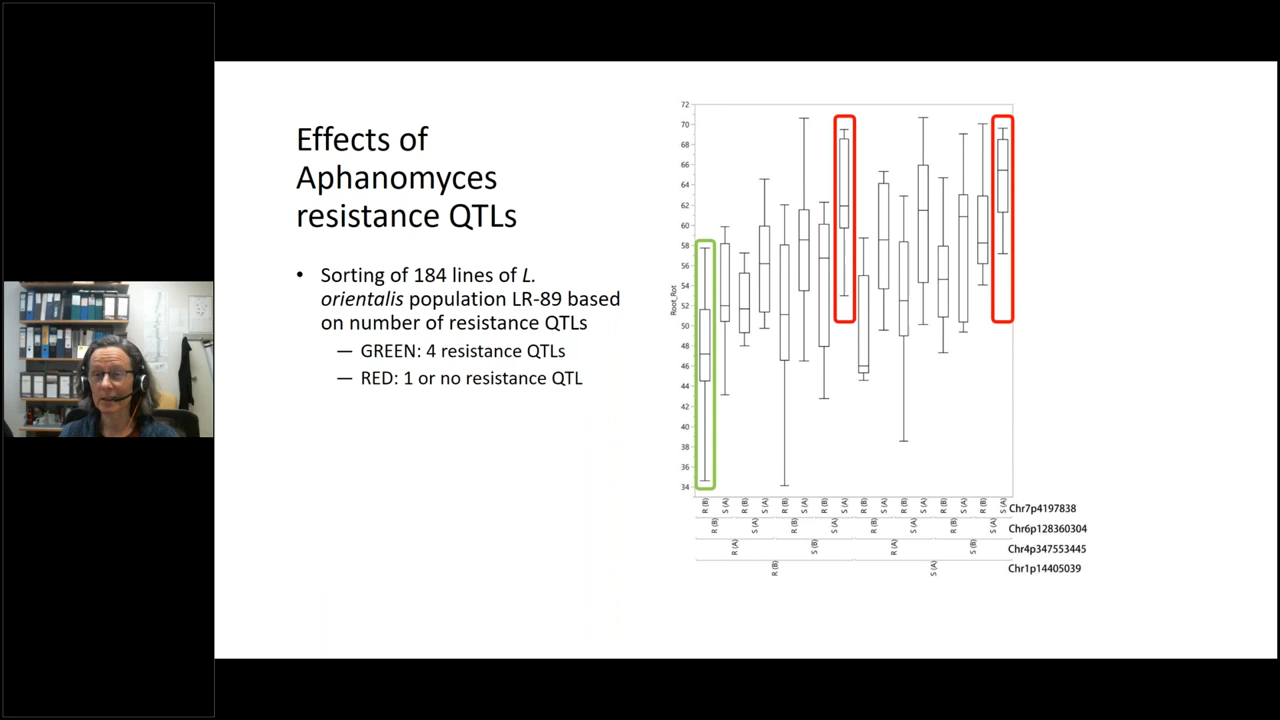 Effects of
Aphanomyces
resistance QTLs
• Sorting of 184 lines of L.
orientalis population LR-89 based
on number of resistance QTLs
— GREEN: 4 resistance QTLs
— RED: 1 or no resistance QTL
72
70
68
66
64
62
60
58
56
54
52
50
48
46
44
42
40
38
36
34
Root_Rot
R (B) S (A) R (B) S (A) R (B) S (A) R (B) S (A) R (B) S (A) R (B) S (A) R (B) S (A) R (B) S (A) Chr7p4197838
R (B) S (A) R (B) S (A) R (B) S (A) R (B) S (A) Chr6p128360304
R (A) S (B) R (A) S (B) Chr4p347553445
R (B) S (A) Chr1p14405039